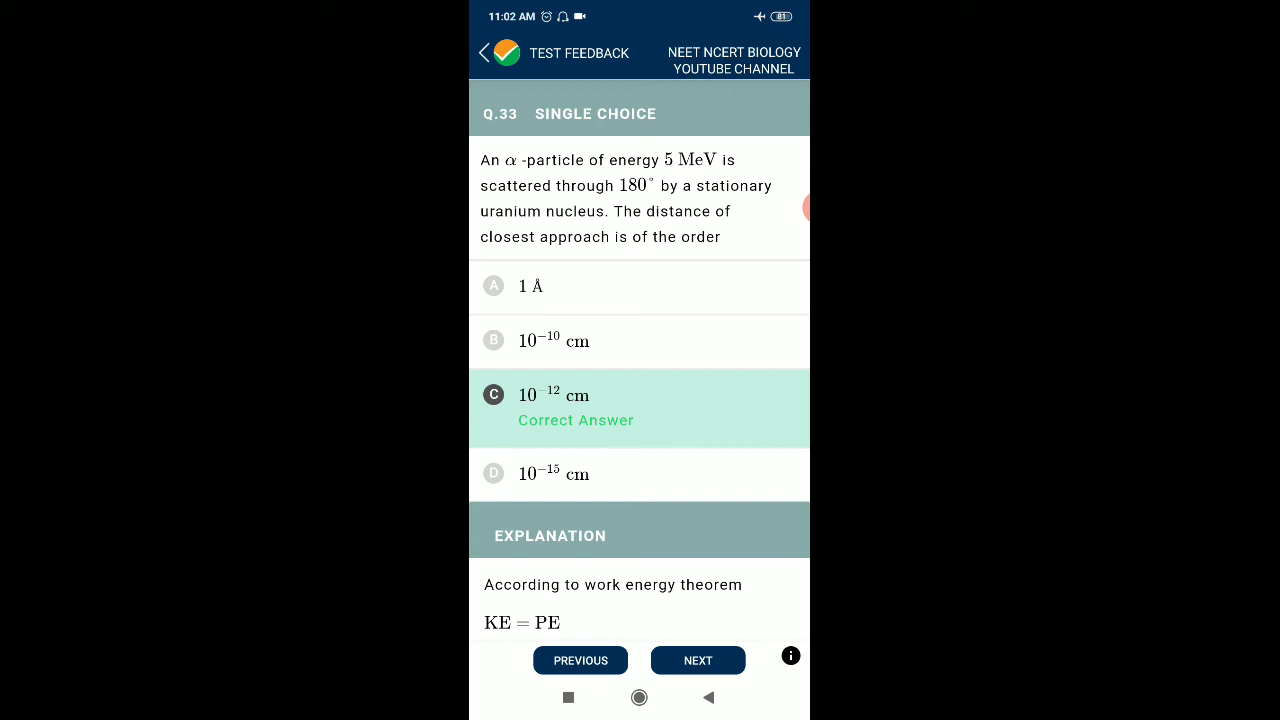 11:02 AM
81
TEST FEEDBACK
NEET NCERT BIOLOGY
YOUTUBE CHANNEL
Q.33 SINGLE CHOICE
An α -particle of energy 5 MeV is
scattered through 180° by a stationary
uranium nucleus. The distance of
closest approach is of the order
A 1 Å
B 10⁻¹⁰ cm
C 10⁻¹² cm
Correct Answer
D 10⁻¹⁵ cm
EXPLANATION
According to work energy theorem
KE = PE
PREVIOUS
NEXT